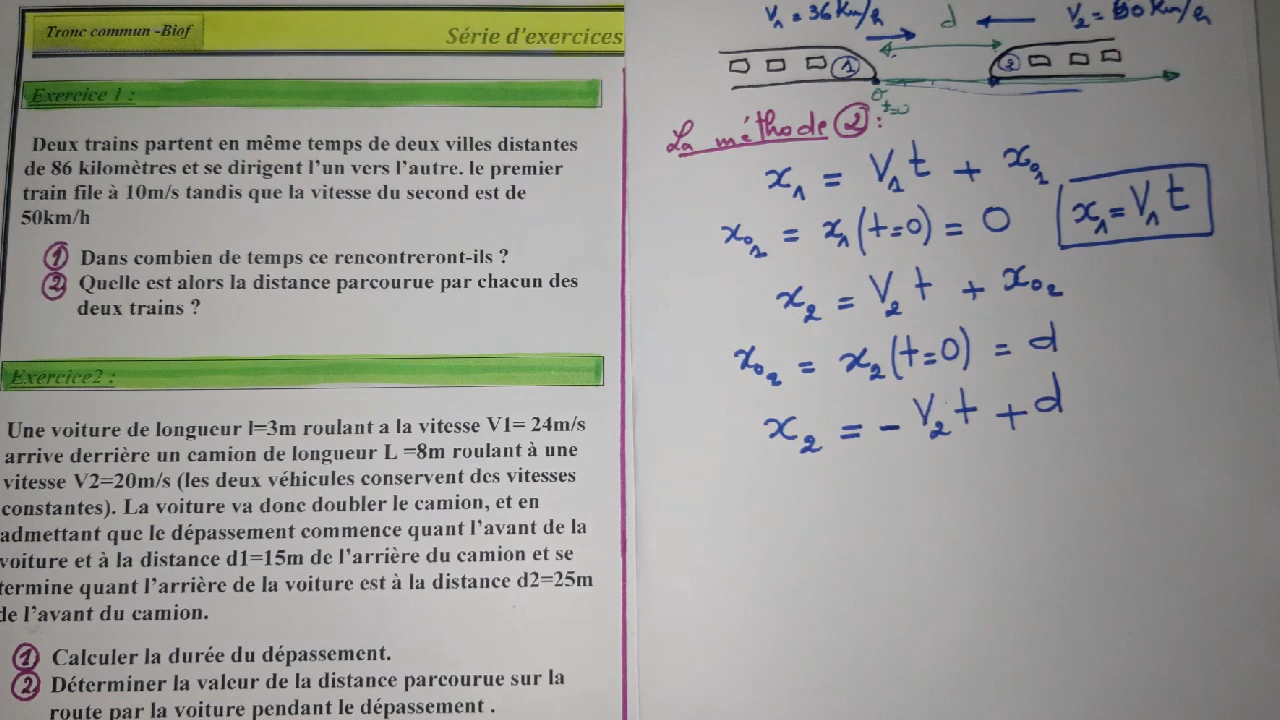 Tronc commun -Biof
Série d'exercices
Exercice 1 :
Deux trains partent en même temps de deux villes distantes
de 86 kilomètres et se dirigent l'un vers l'autre. le premier
train file à 10m/s tandis que la vitesse du second est de
50km/h
① Dans combien de temps ce rencontreront-ils ?
② Quelle est alors la distance parcourue par chacun des
deux trains ?
Exercice2 :
Une voiture de longueur l=3m roulant a la vitesse V1= 24m/s
arrive derrière un camion de longueur L =8m roulant à une
vitesse V2=20m/s (les deux véhicules conservent des vitesses
constantes). La voiture va donc doubler le camion, et en
admettant que le dépassement commence quant l'avant de la
voiture et à la distance d1=15m de l'arrière du camion et se
termine quant l'arrière de la voiture est à la distance d2=25m
de l'avant du camion.
① Calculer la durée du dépassement.
② Déterminer la valeur de la distance parcourue sur la
route par la voiture pendant le dépassement .
V₁ = 36 Km/h d V₂ = 50 Km/h
① ②
0
t=0
La méthode ② :
x₁ = V₁t + x₀₁
x₀₁ = x₁(t=0) = 0
x₁ = V₁t
x₂ = V₂t + x₀₂
x₀₂ = x₂(t=0) = d
x₂ = - V₂t + d